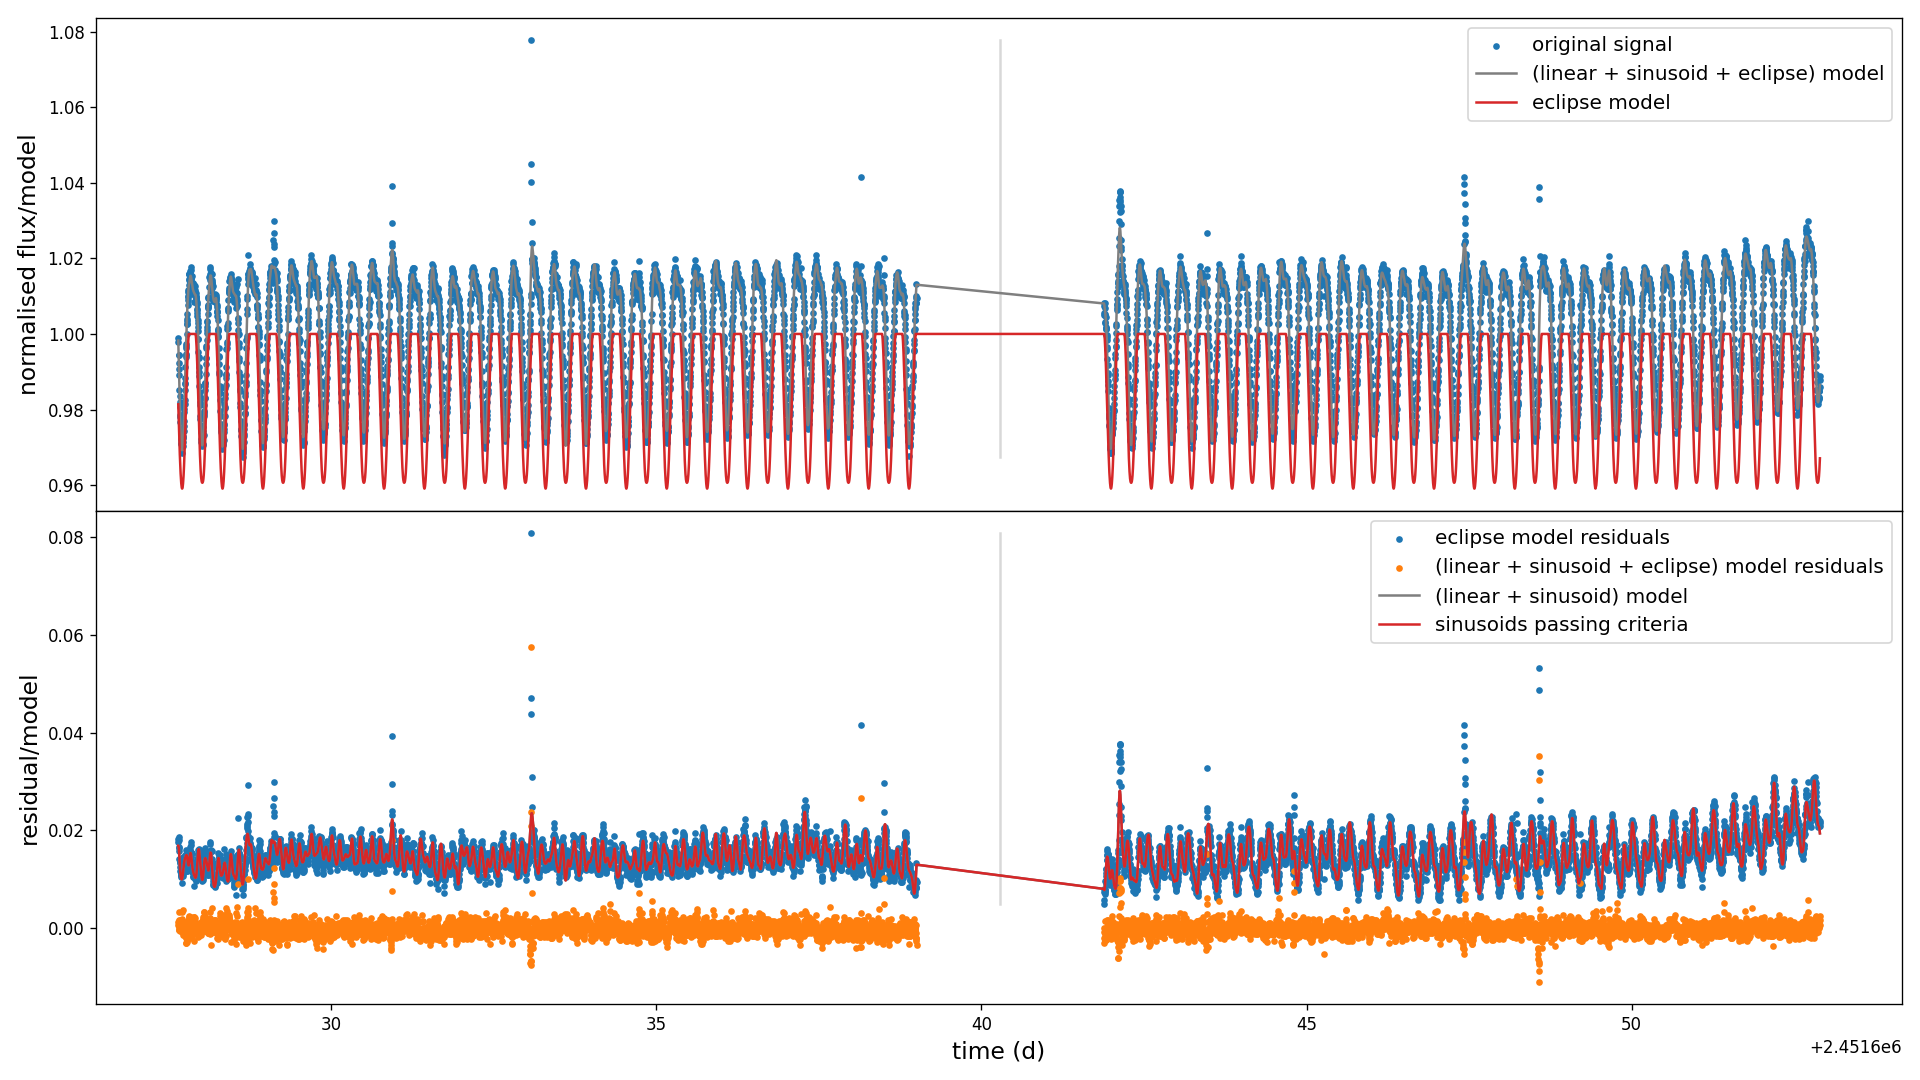 1.08
1.06
1.04
1.02
1.00
0.98
0.96
normalised flux/model
original signal
(linear + sinusoid + eclipse) model
eclipse model
0.08
0.06
0.04
0.02
0.00
residual/model
eclipse model residuals
(linear + sinusoid + eclipse) model residuals
(linear + sinusoid) model
sinusoids passing criteria
30
35
40
45
50
time (d)
+2.4516e6